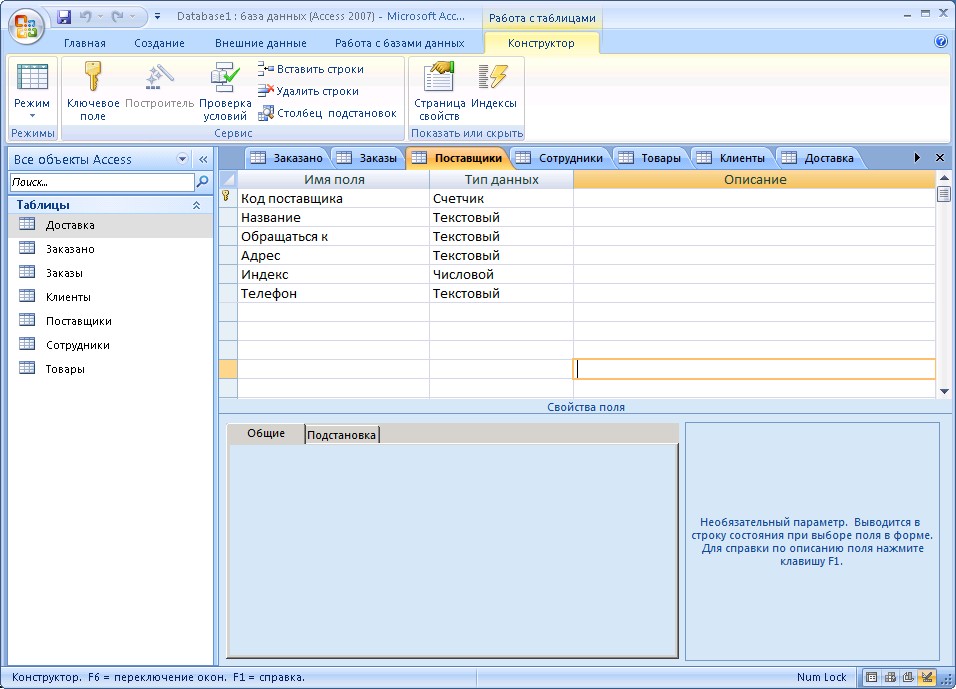 Database1 : база данных (Access 2007) - Microsoft Acc...
Работа с таблицами
Главная Создание Внешние данные Работа с базами данных Конструктор
Режим
Ключевое поле
Построитель
Проверка условий
Вставить строки
Удалить строки
Столбец подстановок
Страница свойств
Индексы
Режимы Сервис Показать или скрыть
Все объекты Access
Поиск...
Таблицы
Доставка
Заказано
Заказы
Клиенты
Поставщики
Сотрудники
Товары
Заказано Заказы Поставщики Сотрудники Товары Клиенты Доставка
Имя поля Тип данных Описание
Код поставщика Счетчик
Название Текстовый
Обращаться к Текстовый
Адрес Текстовый
Индекс Числовой
Телефон Текстовый
Свойства поля
Общие Подстановка
Необязательный параметр. Выводится в
строку состояния при выборе поля в форме.
Для справки по описанию поля нажмите
клавишу F1.
Конструктор. F6 = переключение окон. F1 = справка. Num Lock